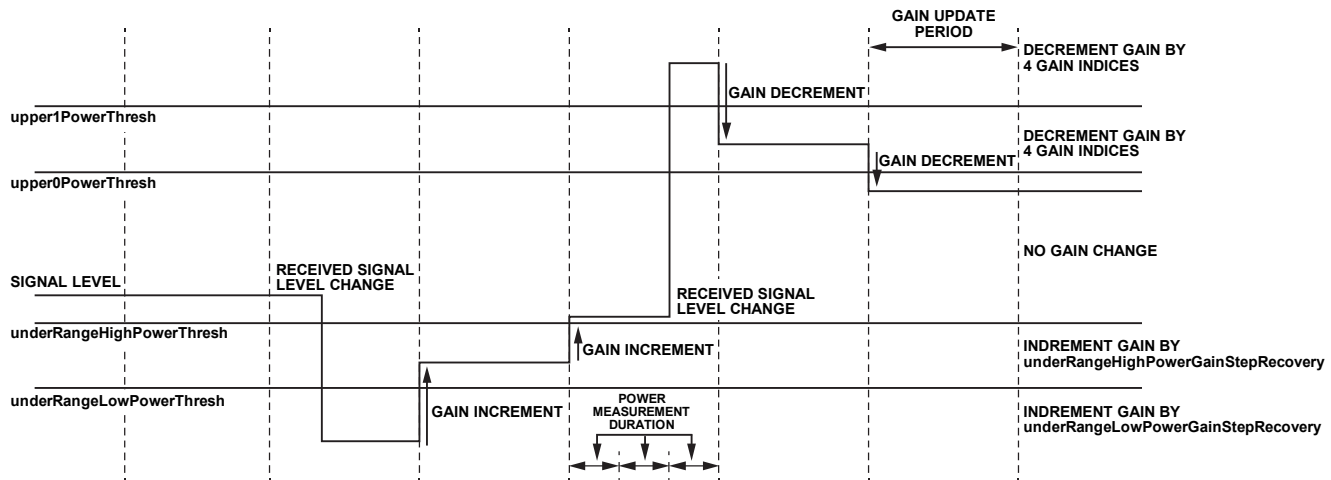 GAIN UPDATE
PERIOD
DECREMENT GAIN BY
4 GAIN INDICES
GAIN DECREMENT
upper1PowerThresh
DECREMENT GAIN BY
4 GAIN INDICES
GAIN DECREMENT
upper0PowerThresh
NO GAIN CHANGE
RECEIVED SIGNAL
LEVEL CHANGE
SIGNAL LEVEL
RECEIVED SIGNAL
LEVEL CHANGE
underRangeHighPowerThresh
GAIN INCREMENT
INDREMENT GAIN BY
underRangeHighPowerGainStepRecovery
underRangeLowPowerThresh
GAIN INCREMENT
POWER
MEASUREMENT
DURATION
INDREMENT GAIN BY
underRangeLowPowerGainStepRecovery